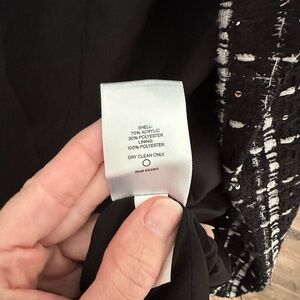 SHELL:
70% ACRYLIC
30% POLYESTER
LINING:
100% POLYESTER
DRY CLEAN ONLY.